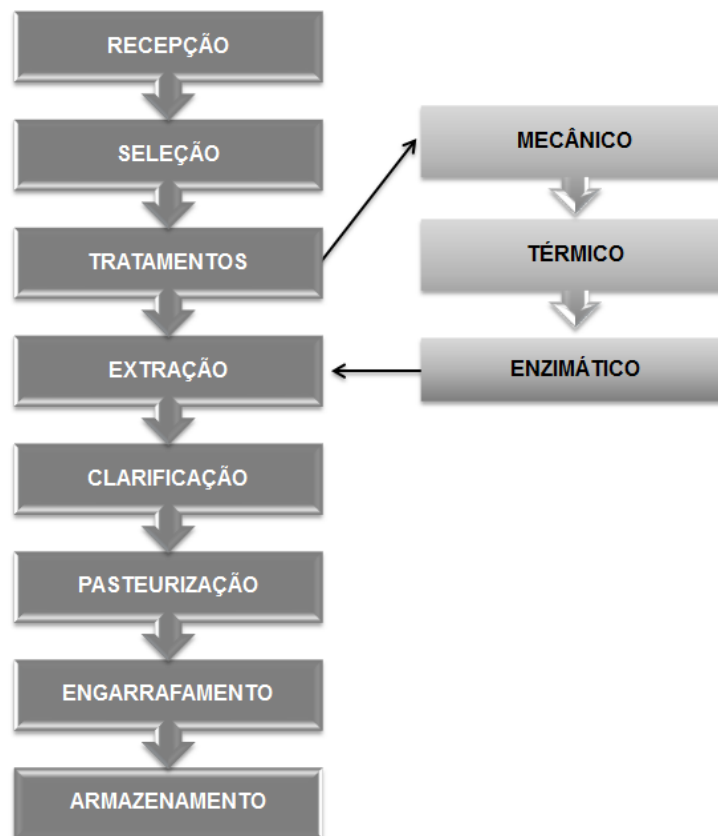 RECEPÇÃO
SELEÇÃO
TRATAMENTOS
EXTRAÇÃO
CLARIFICAÇÃO
PASTEURIZAÇÃO
ENGARRAFAMENTO
ARMAZENAMENTO
MECÂNICO
TÉRMICO
ENZIMÁTICO